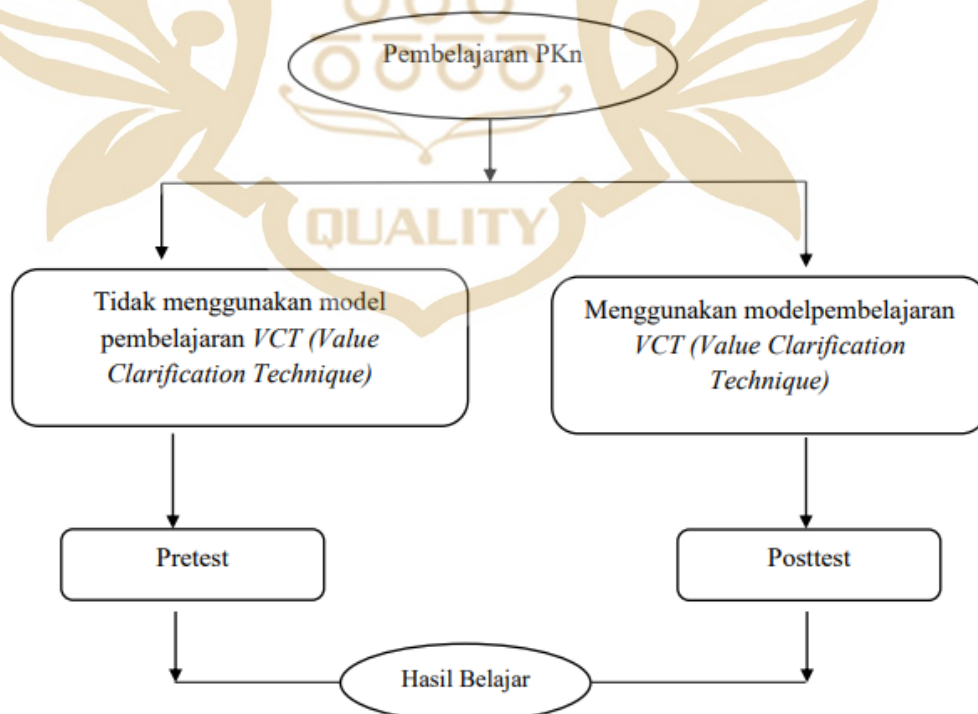 Pembelajaran PKn
QUALITY
Tidak menggunakan model
pembelajaran VCT (Value
Clarification Technique)
Menggunakan modelpembelajaran
VCT (Value Clarification
Technique)
Pretest
Posttest
Hasil Belajar